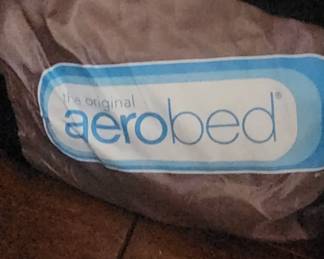 the original
aerobed®